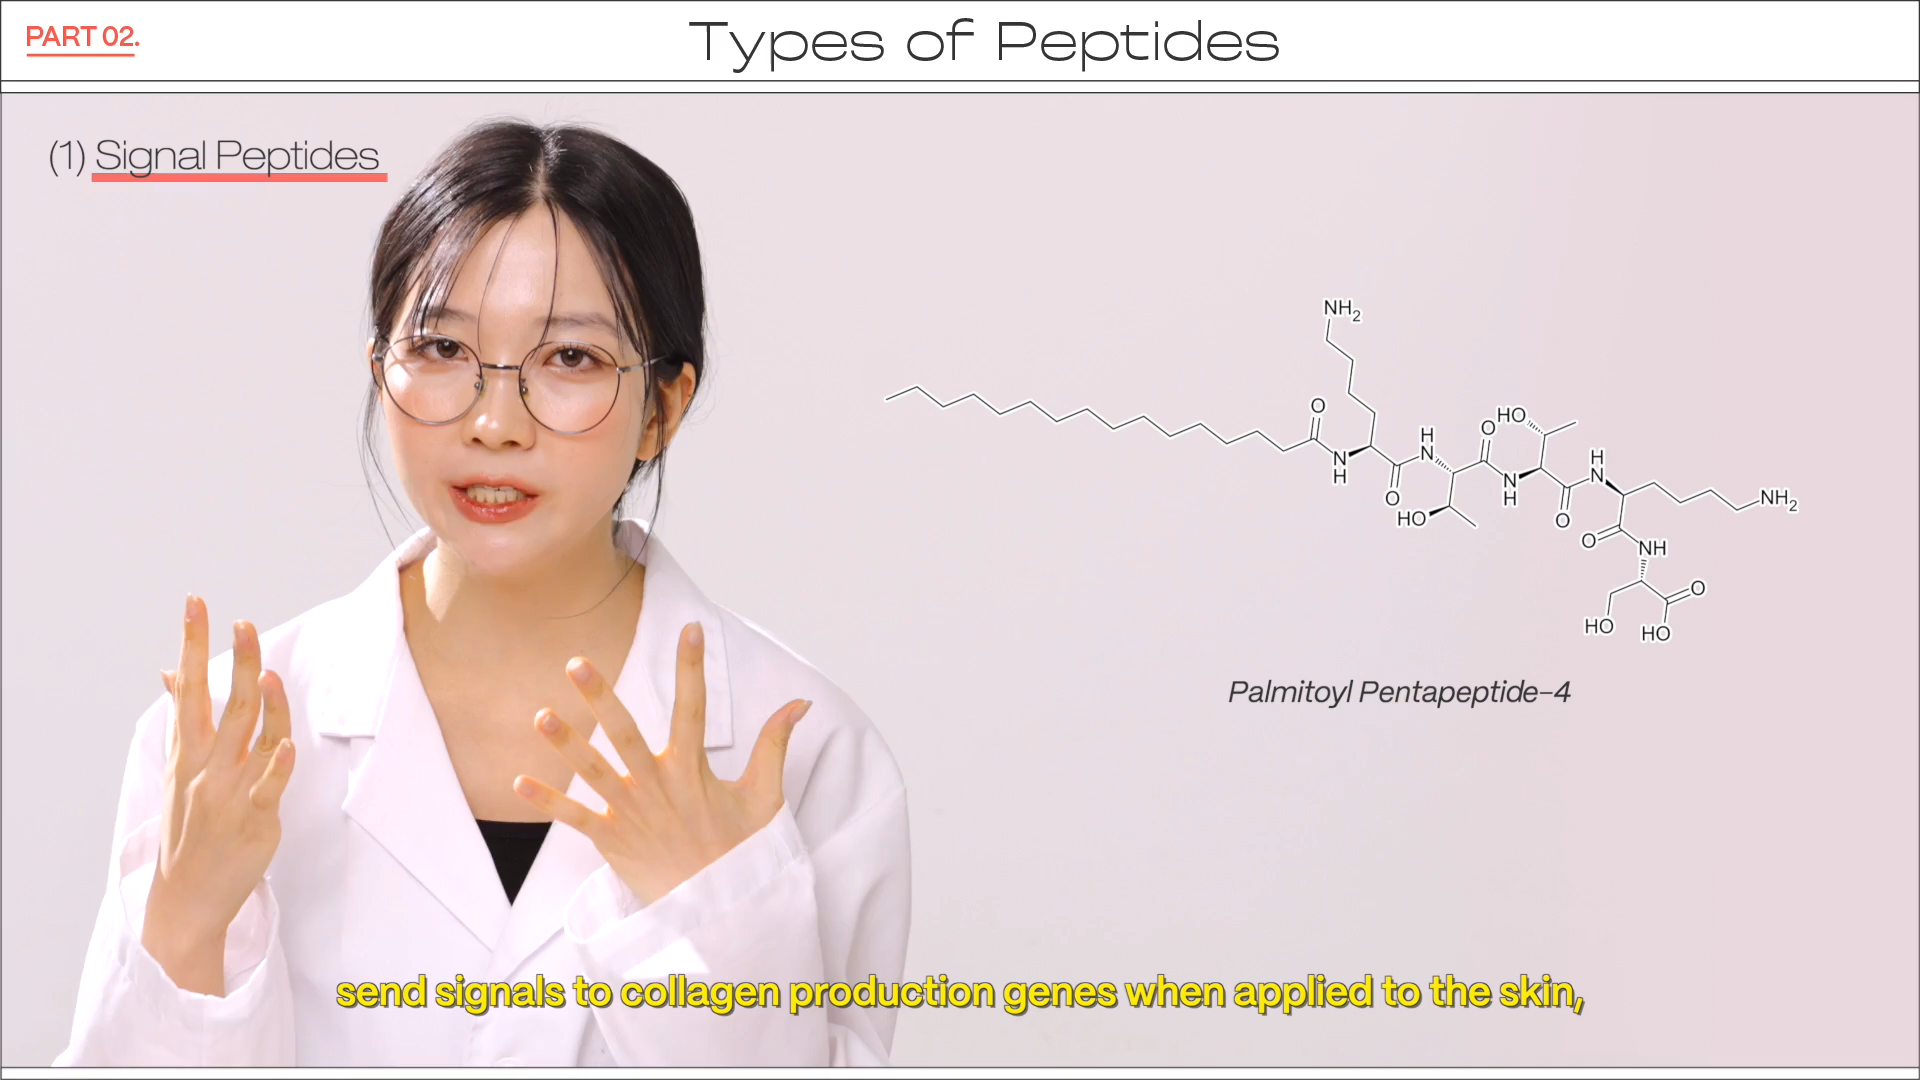 PART 02.
Types of Peptides
(1) Signal Peptides
NH2
O
HO
O
H
N
H
N
N
H
O
N
H
NH2
HO
O
O
NH
O
HO
HO
Palmitoyl Pentapeptide-4
send signals to collagen production genes when applied to the skin,